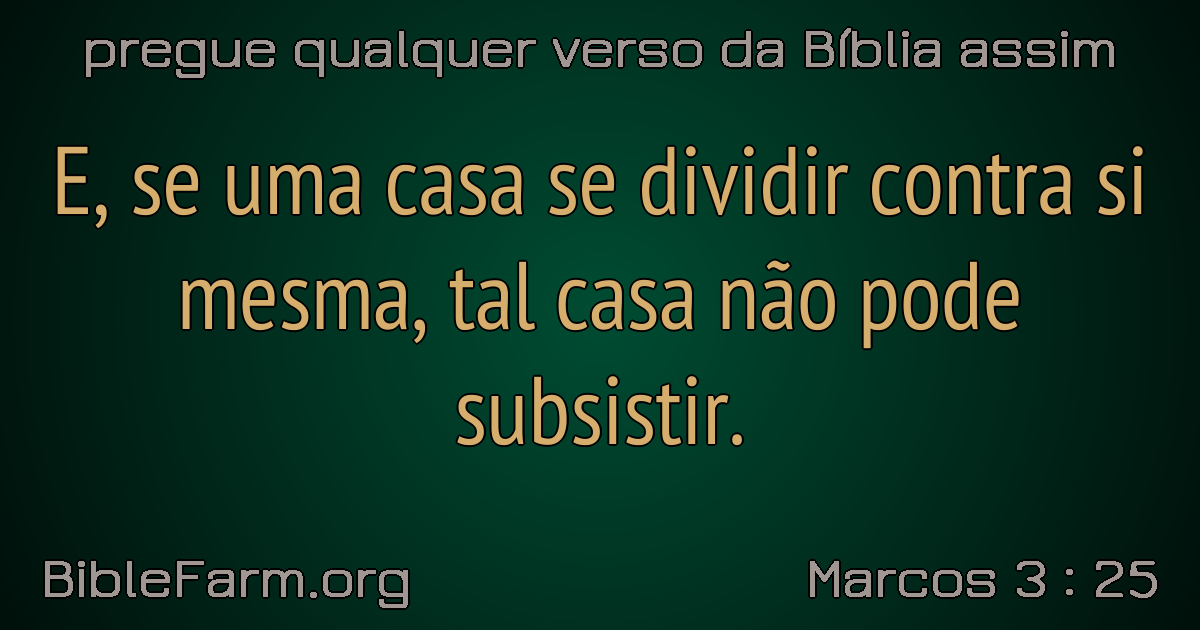 pregue qualquer verso da Bíblia assim
E, se uma casa se dividir contra si
mesma, tal casa não pode
subsistir.
BibleFarm.org
Marcos 3 : 25